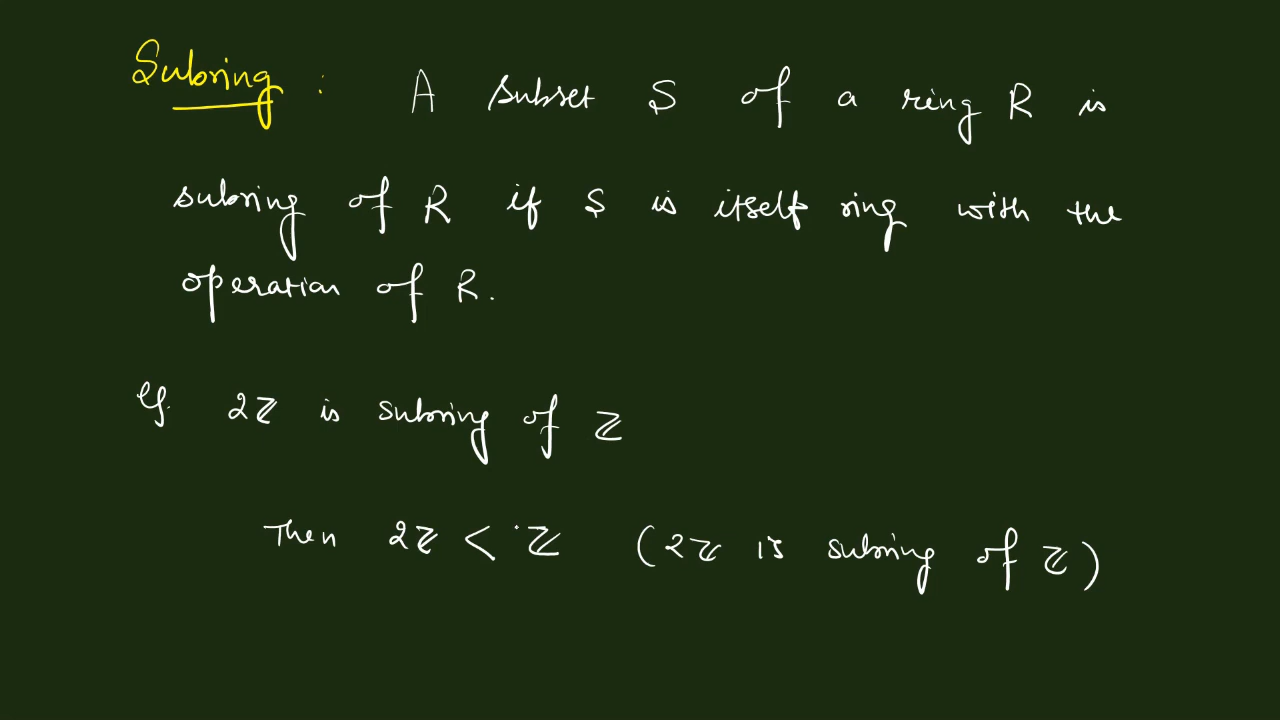 Subring : A subset S of a ring R is
subring of R if S is itself ring with the
operation of R.
Eg. 2ℤ is subring of ℤ
Then 2ℤ < ℤ (2ℤ is subring of ℤ)